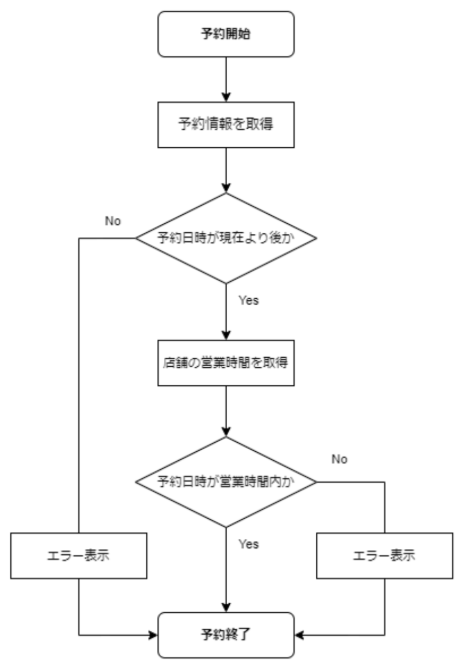 予約開始
予約情報を取得
No
予約日時が現在より後か
Yes
店舗の営業時間を取得
No
予約日時が営業時間内か
Yes
エラー表示
エラー表示
予約終了